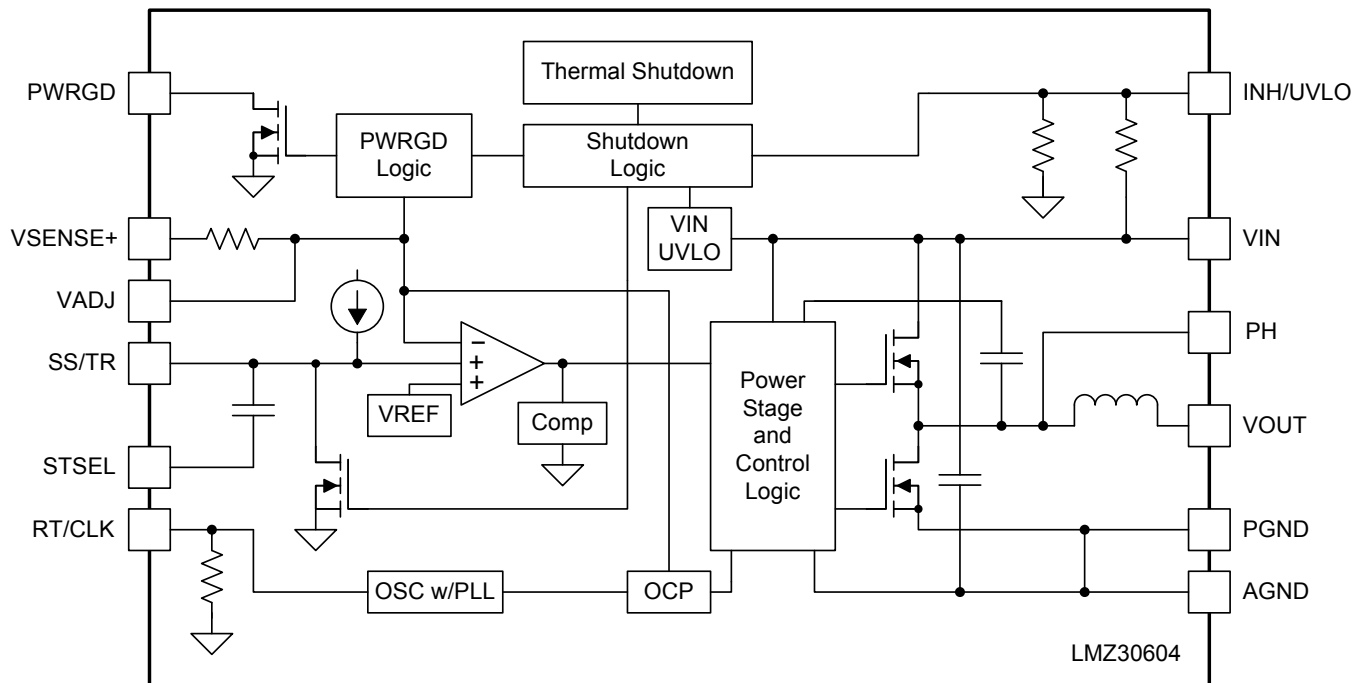 Thermal Shutdown
PWRGD
INH/UVLO
PWRGD
Logic
Shutdown
Logic
VSENSE+
VIN
UVLO
VIN
VADJ
PH
SS/TR
−
+
+
VREF
Comp
Power
Stage
and
Control
Logic
VOUT
STSEL
RT/CLK
PGND
OSC w/PLL
OCP
AGND
LMZ30604